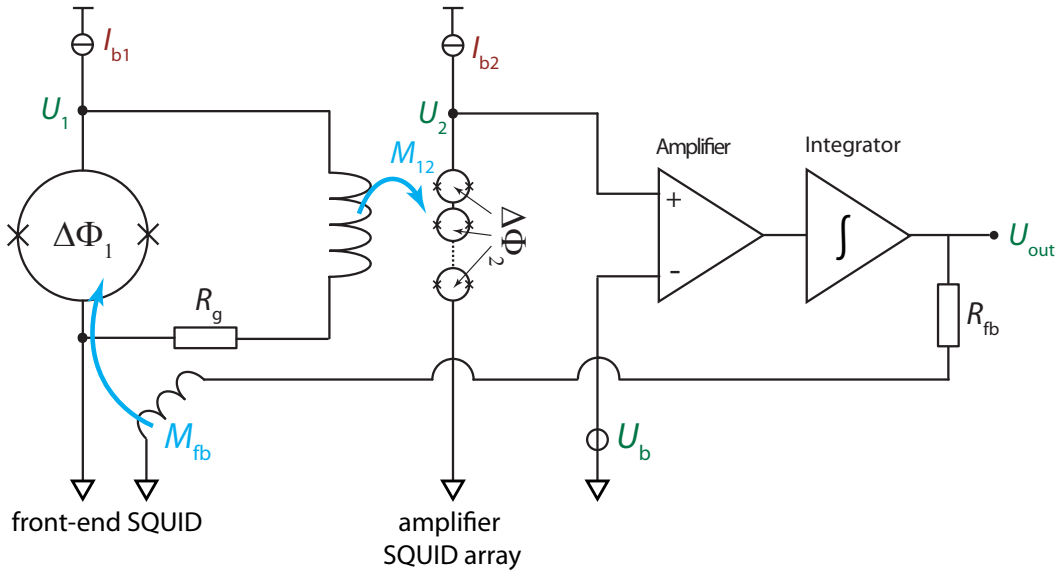 I_b1
I_b2
U_1
U_2
M_12
Amplifier
Integrator
ΔΦ_1
ΔΦ_2
+
-
∫
U_out
R_g
R_fb
M_fb
U_b
front-end SQUID
amplifier
SQUID array